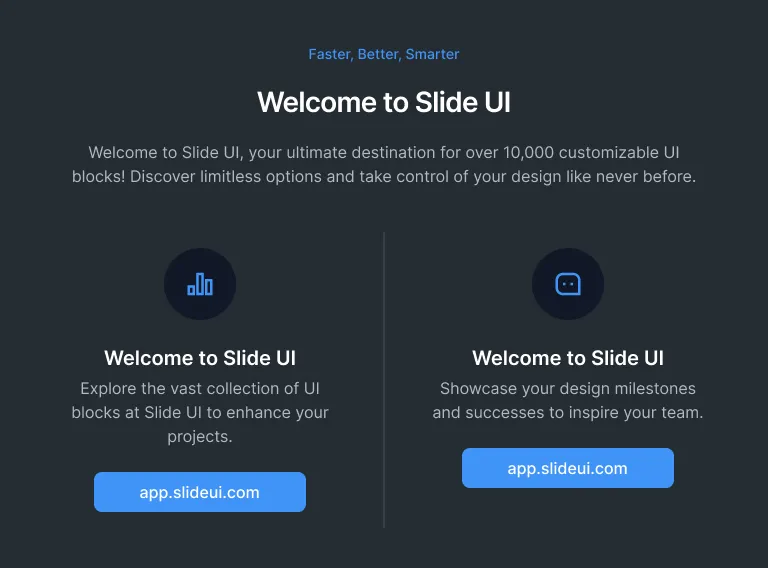 Faster, Better, Smarter
Welcome to Slide UI
Welcome to Slide UI, your ultimate destination for over 10,000 customizable UI
blocks! Discover limitless options and take control of your design like never before.
Welcome to Slide UI
Explore the vast collection of UI
blocks at Slide UI to enhance your
projects.
app.slideui.com
Welcome to Slide UI
Showcase your design milestones
and successes to inspire your team.
app.slideui.com